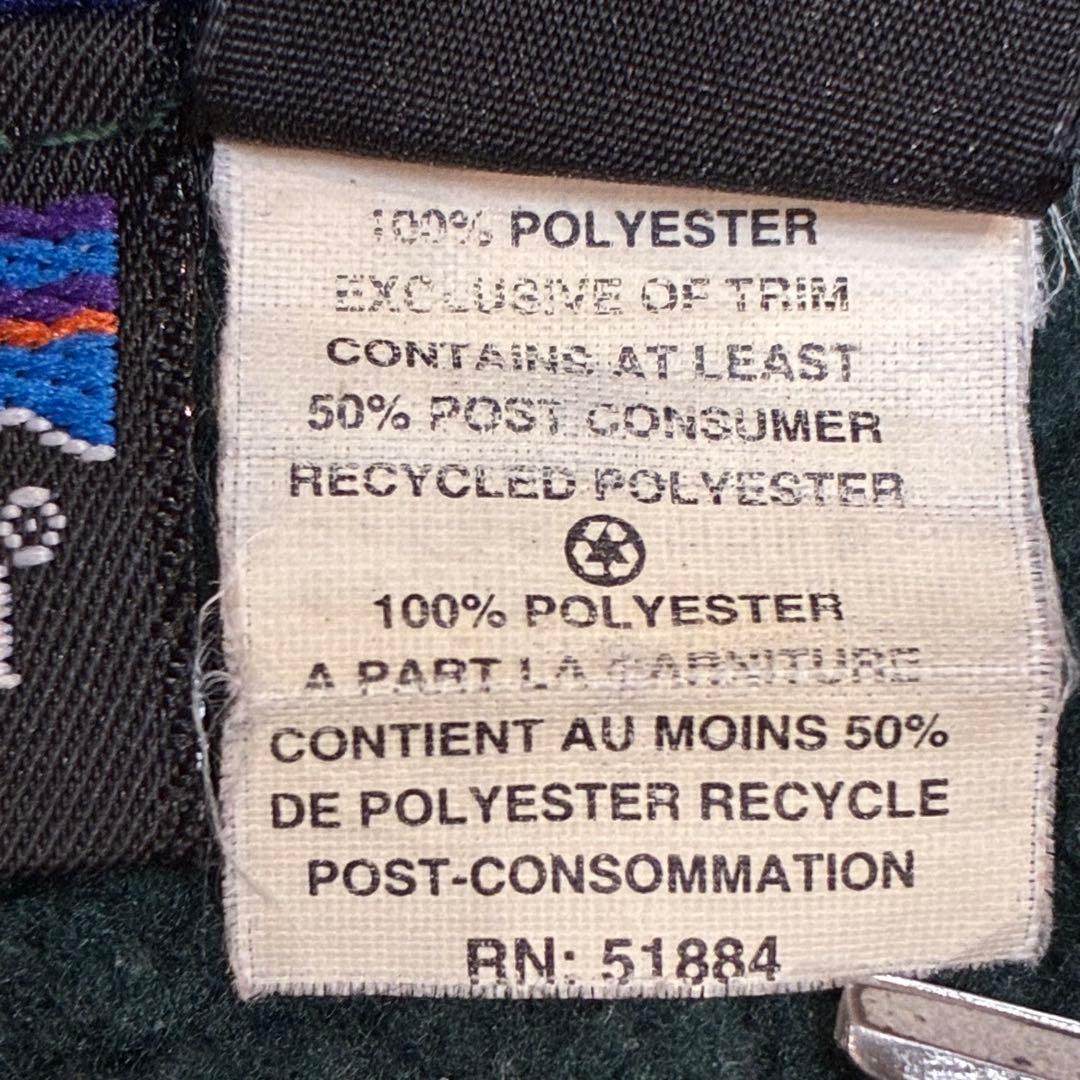 100% POLYESTER
EXCLUSIVE OF TRIM
CONTAINS AT LEAST
50% POST CONSUMER
RECYCLED POLYESTER
100% POLYESTER
A PART LA GARNITURE
CONTIENT AU MOINS 50%
DE POLYESTER RECYCLE
POST-CONSOMMATION
RN: 51884